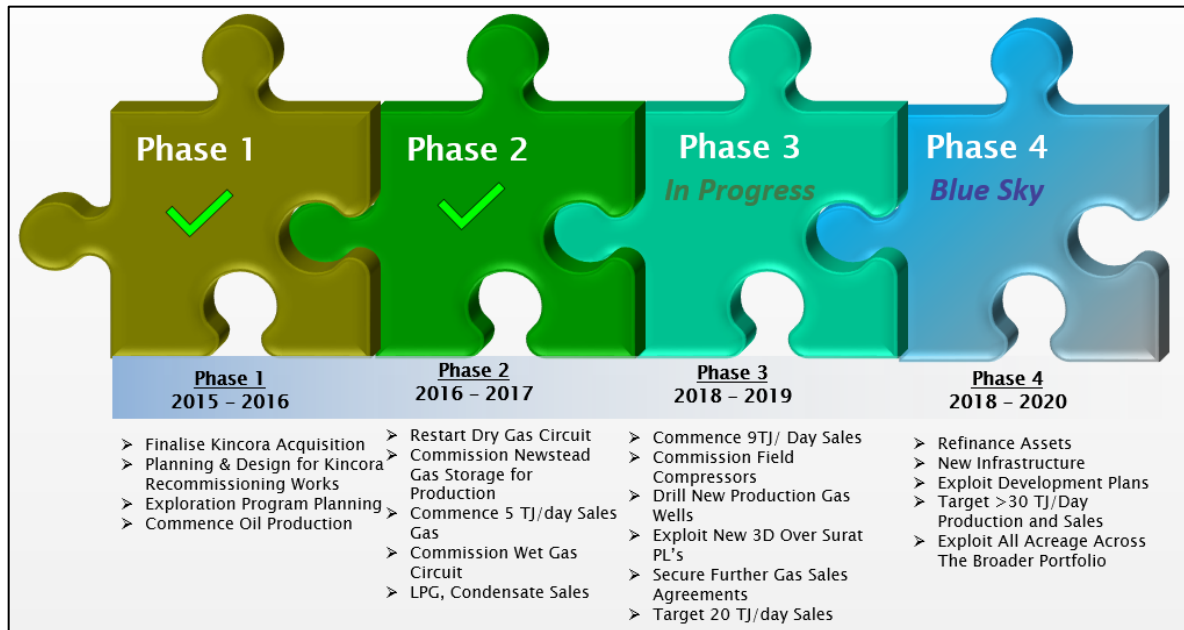 Phase 1
Phase 2
Phase 3
In Progress
Phase 4
Blue Sky
Phase 1
2015 – 2016
➢ Finalise Kincora Acquisition
➢ Planning & Design for Kincora
Recommissioning Works
➢ Exploration Program Planning
➢ Commence Oil Production
Phase 2
2016 – 2017
➢ Restart Dry Gas Circuit
➢ Commission Newstead
Gas Storage for
Production
➢ Commence 5 TJ/day Sales
Gas
➢ Commission Wet Gas
Circuit
➢ LPG, Condensate Sales
Phase 3
2018 – 2019
➢ Commence 9TJ/ Day Sales
➢ Commission Field
Compressors
➢ Drill New Production Gas
Wells
➢ Exploit New 3D Over Surat
PL's
➢ Secure Further Gas Sales
Agreements
➢ Target 20 TJ/day Sales
Phase 4
2018 – 2020
➢ Refinance Assets
➢ New Infrastructure
➢ Exploit Development Plans
➢ Target >30 TJ/Day
Production and Sales
➢ Exploit All Acreage Across
The Broader Portfolio